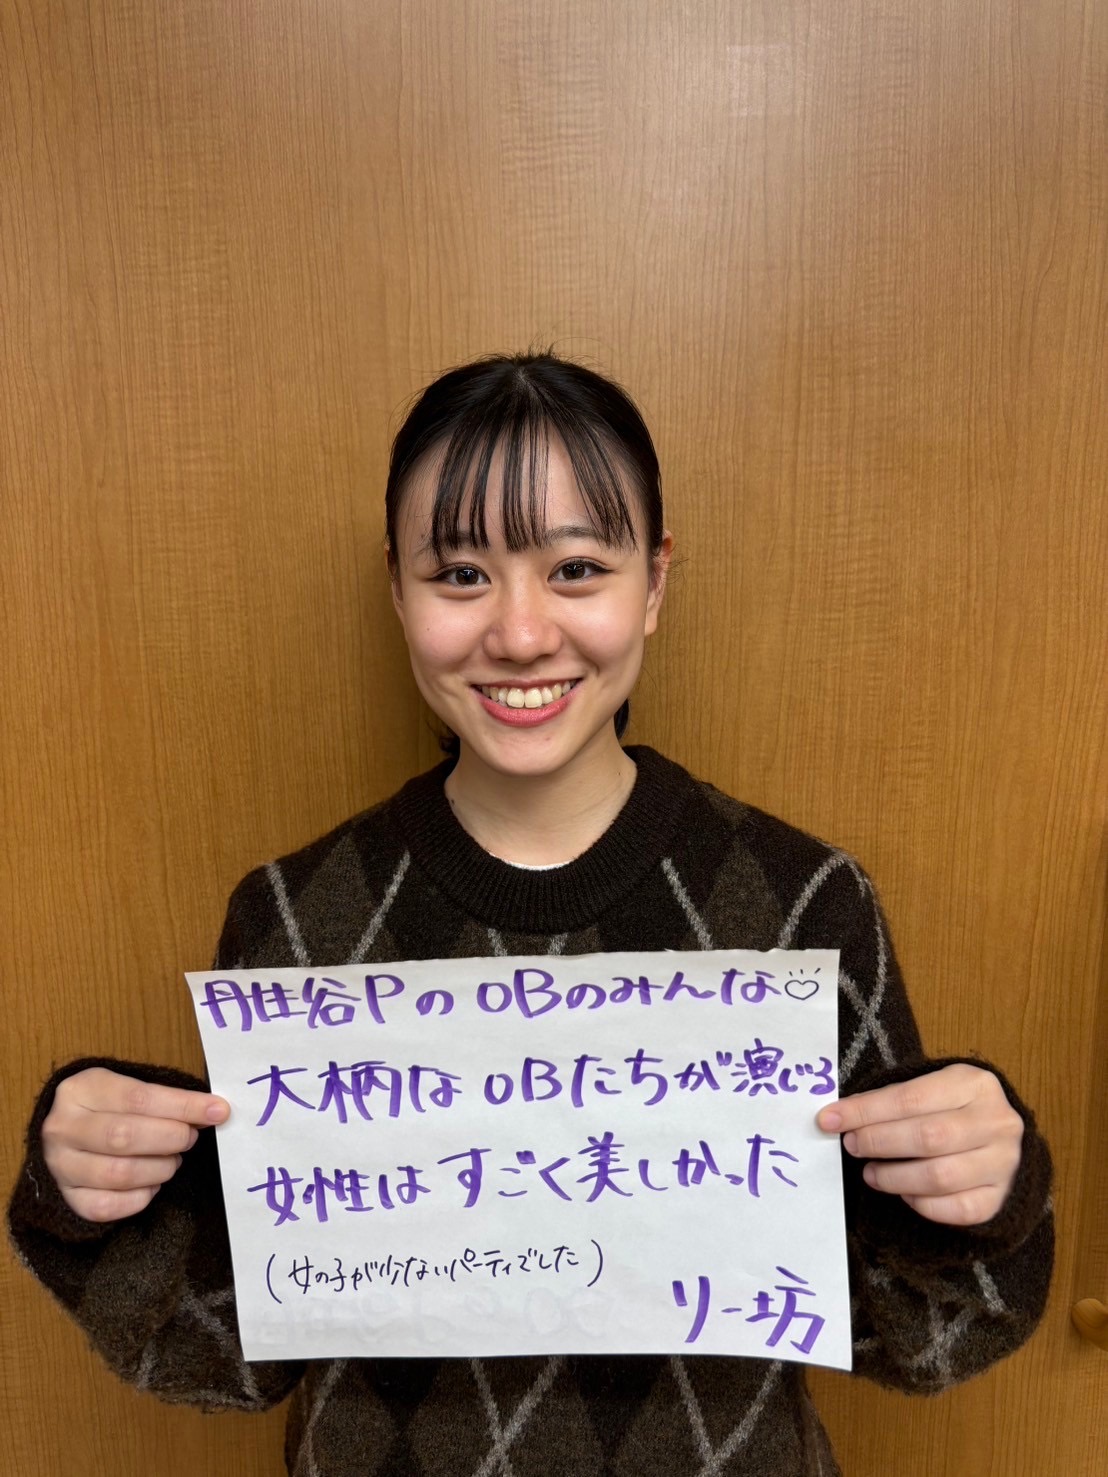 丹生谷Pの OBのみんな♡
大柄な OBたちが演じる
女性は すごく美しかった
(女の子が少ないパーティでした)
リー坊